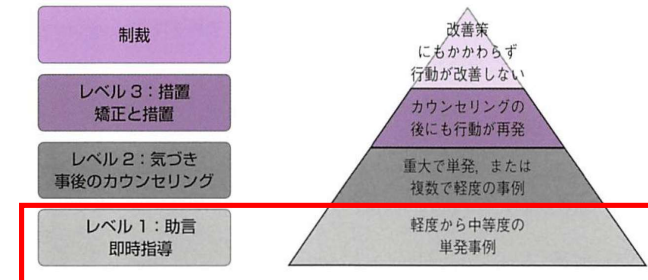 制裁
レベル 3：措置
矯正と措置
レベル 2：気づき
事後のカウンセリング
レベル 1：助言
即時指導
改善策
にもかかわらず
行動が改善しない
カウンセリングの
後にも行動が再発
重大で単発，または
複数で軽度の事例
軽度から中等度の
単発事例